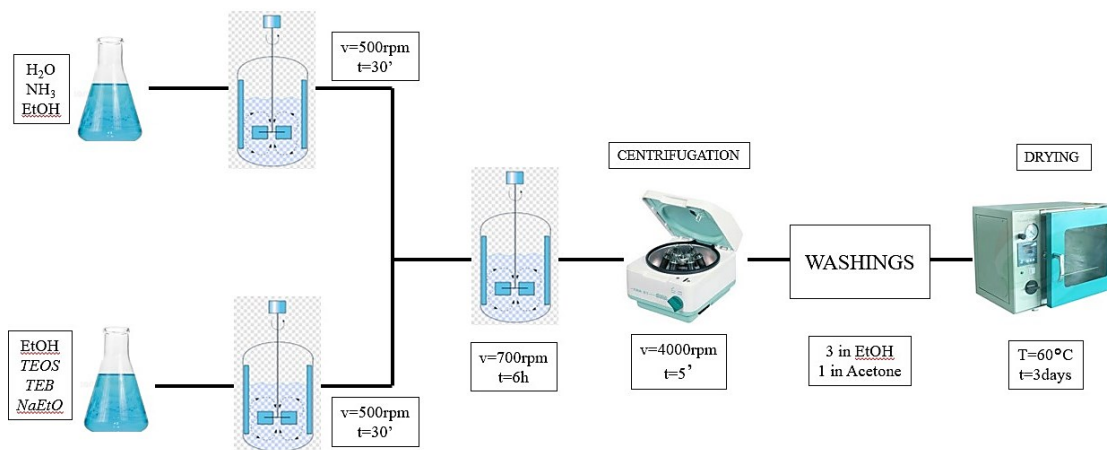 H₂O
NH₃
EtOH
v=500rpm
t=30’
EtOH
TEOS
TEB
NaEtO
v=500rpm
t=30’
v=700rpm
t=6h
CENTRIFUGATION
v=4000rpm
t=5’
WASHINGS
3 in EtOH
1 in Acetone
DRYING
T=60°C
t=3days